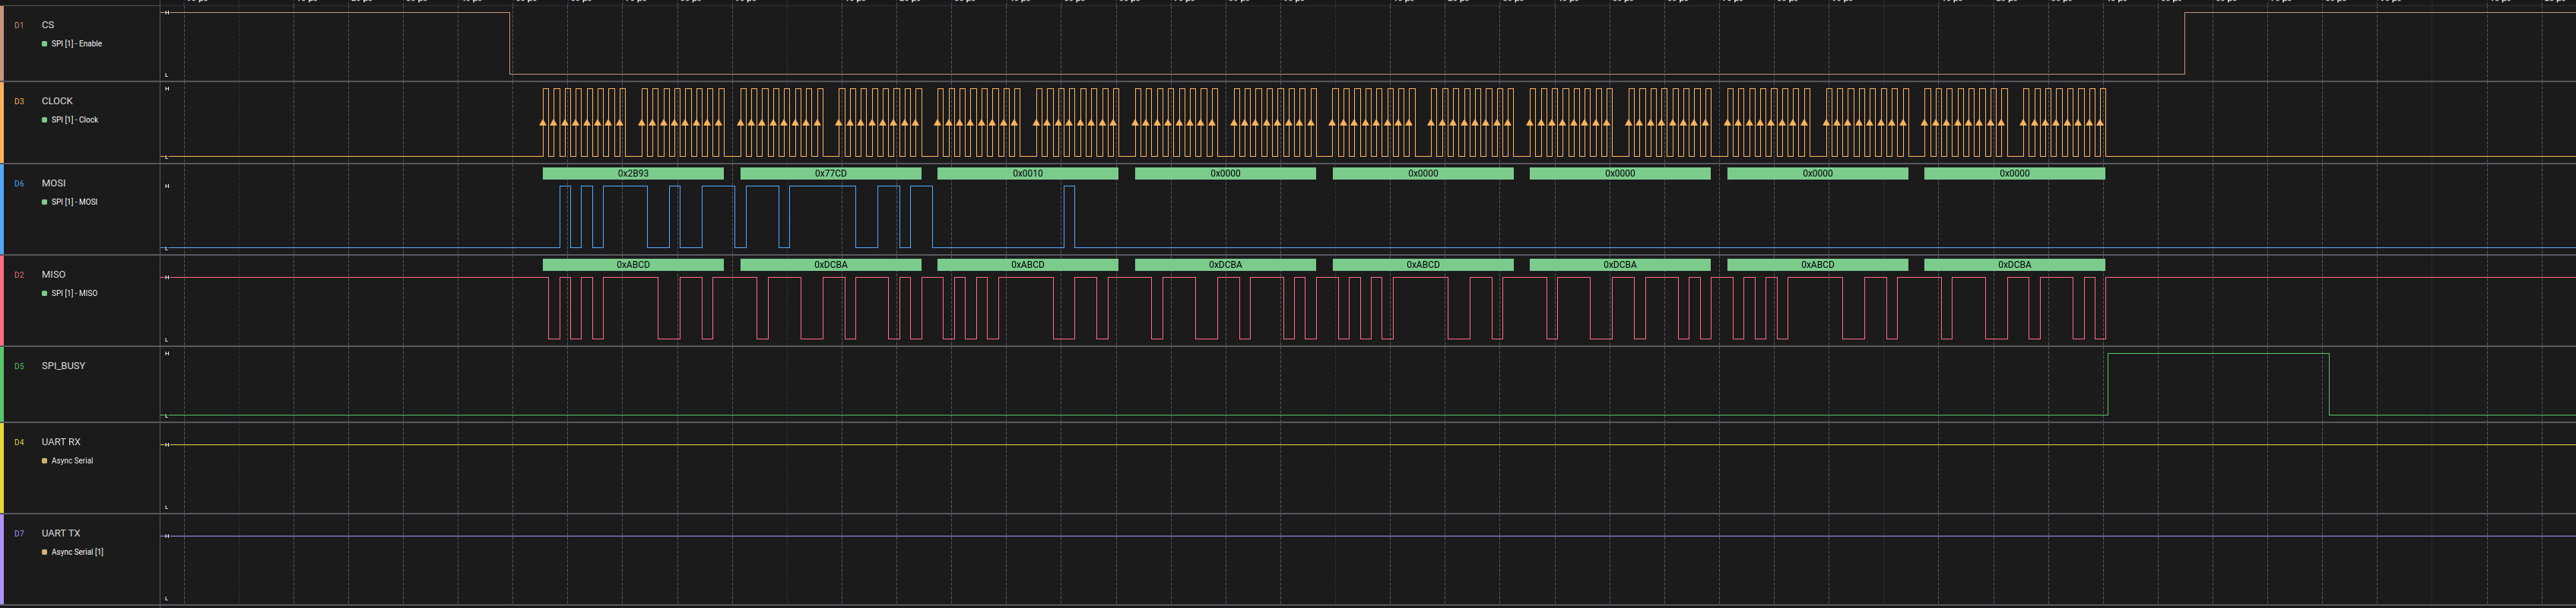 D1 CS
SPI [1] - Enable
H
L
D3 CLOCK
SPI [1] - Clock
H
L
D6 MOSI
SPI [1] - MOSI
H
L
0x2B93 0x77CD 0x0010 0x0000 0x0000 0x0000 0x0000 0x0000
D2 MISO
SPI [1] - MISO
H
L
0xABCD 0xDCBA 0xABCD 0xDCBA 0xABCD 0xDCBA 0xABCD 0xDCBA
D5 SPI_BUSY
H
L
D4 UART RX
Async Serial
H
L
D7 UART TX
Async Serial [1]
H
L